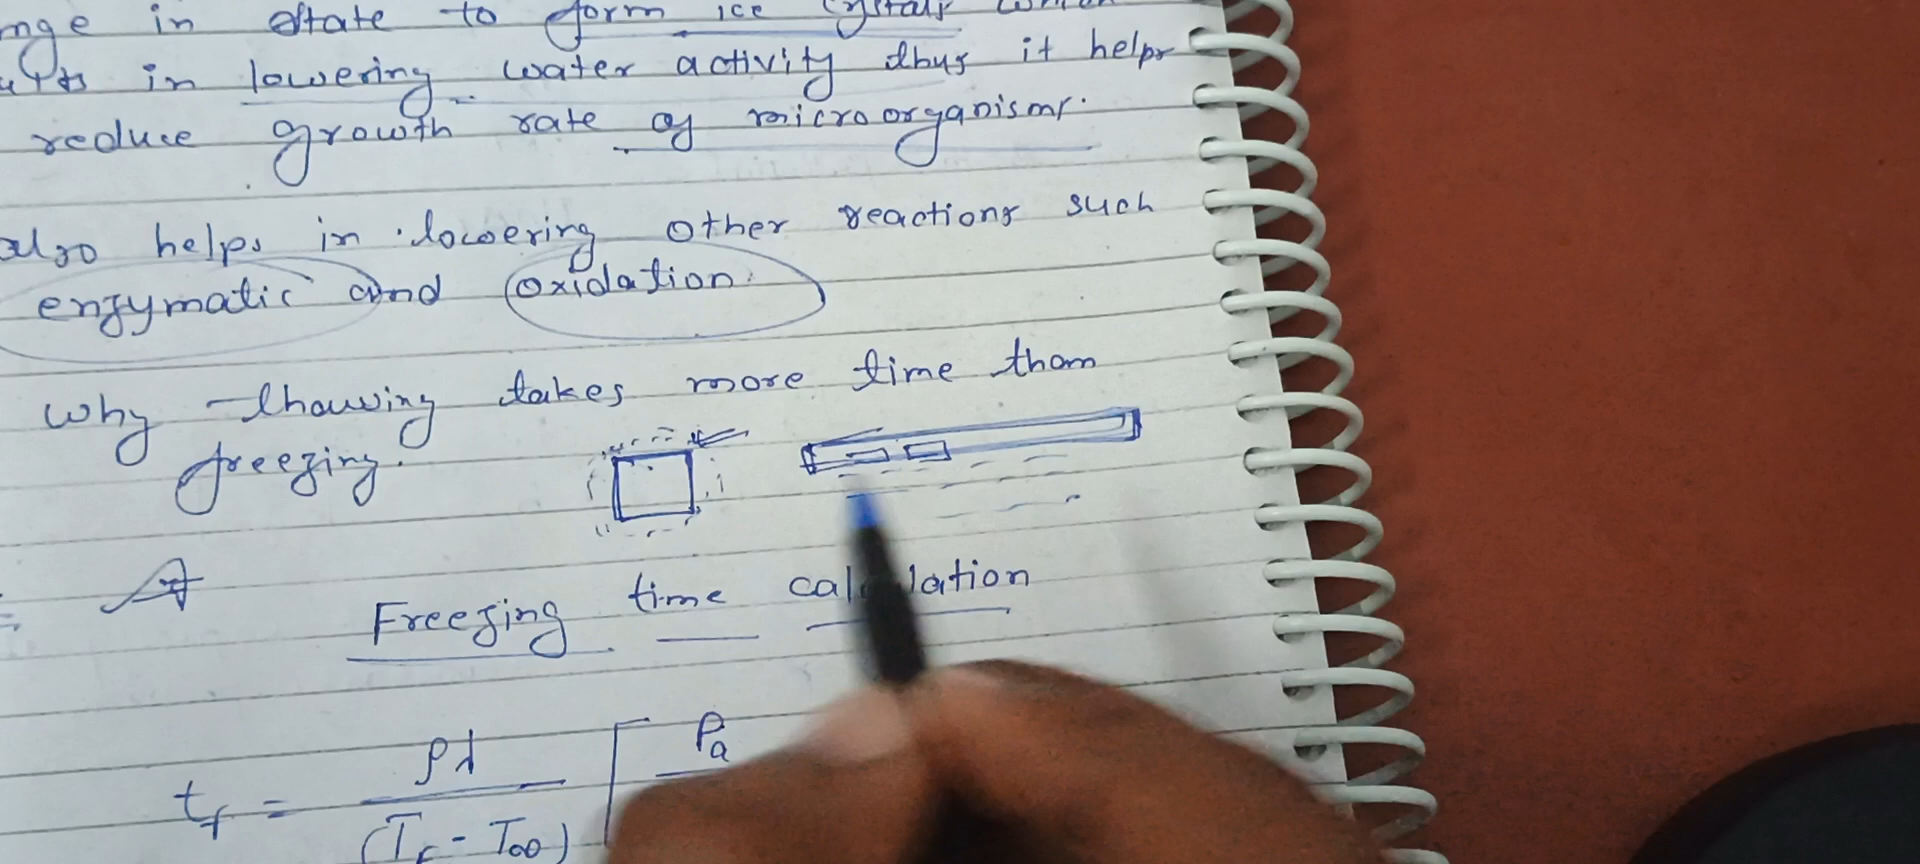 in state to form ice crystals
in lowering water activity thus it helps
reduce growth rate of microorganisms.
also helps in lowering other reactions such
enzymatic and oxidation.
Why thawing takes more time than
freezing.
Freezing time calculation
t_f = ρλ / (T_F - T∞) [ P_a